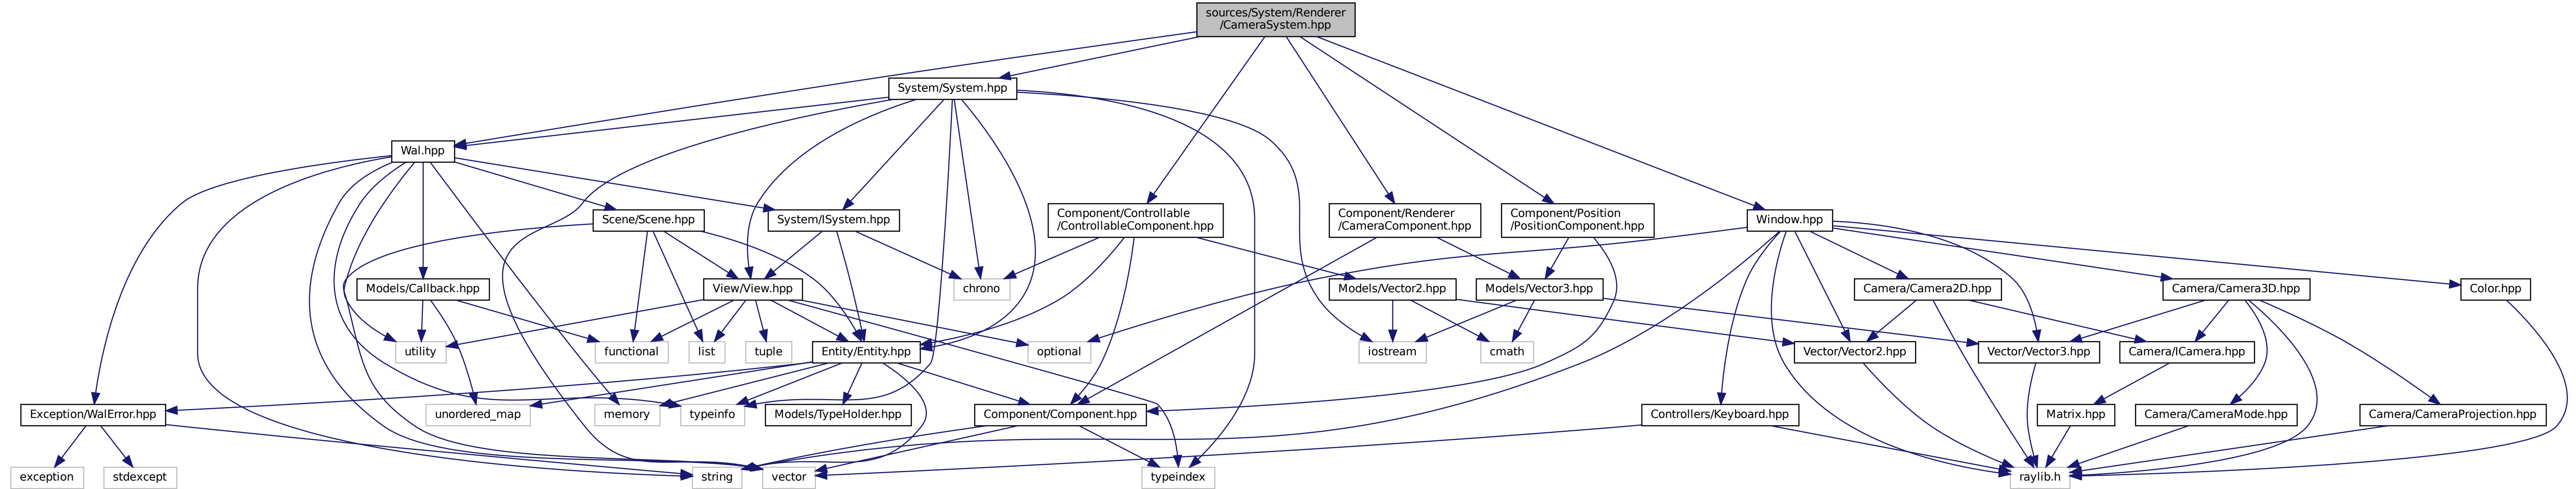 sources/System/Renderer
/CameraSystem.hpp
System/System.hpp
Wal.hpp
Scene/Scene.hpp
System/ISystem.hpp
Component/Controllable
/ControllableComponent.hpp
Component/Renderer
/CameraComponent.hpp
Component/Position
/PositionComponent.hpp
Window.hpp
Models/Callback.hpp
View/View.hpp
chrono
Models/Vector2.hpp
Models/Vector3.hpp
Camera/Camera2D.hpp
Camera/Camera3D.hpp
Color.hpp
utility
functional
list
tuple
Entity/Entity.hpp
optional
iostream
cmath
Vector/Vector2.hpp
Vector/Vector3.hpp
Camera/ICamera.hpp
Exception/WalError.hpp
unordered_map
memory
typeinfo
Models/TypeHolder.hpp
Component/Component.hpp
Controllers/Keyboard.hpp
Matrix.hpp
Camera/CameraMode.hpp
Camera/CameraProjection.hpp
exception
stdexcept
string
vector
typeindex
raylib.h